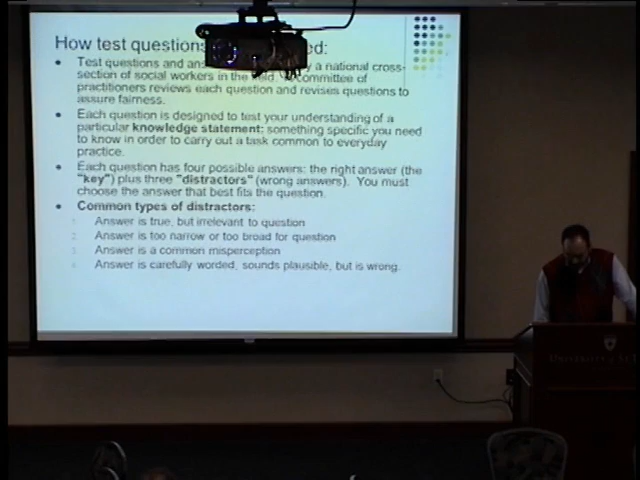 How test questions ed:
Test questions and ans y a national cross-
section of social workers in the field. committee of
practitioners reviews each question and revises questions to
assure fairness.
Each question is designed to test your understanding of a
particular knowledge statement: something specific you need
to know in order to carry out a task common to everyday
practice.
Each question has four possible answers: the right answer (the
"key") plus three "distractors" (wrong answers). You must
choose the answer that best fits the question.
Common types of distractors:
1. Answer is true, but irrelevant to question
2. Answer is too narrow or too broad for question
3. Answer is a common misperception
4. Answer is carefully worded, sounds plausible, but is wrong.